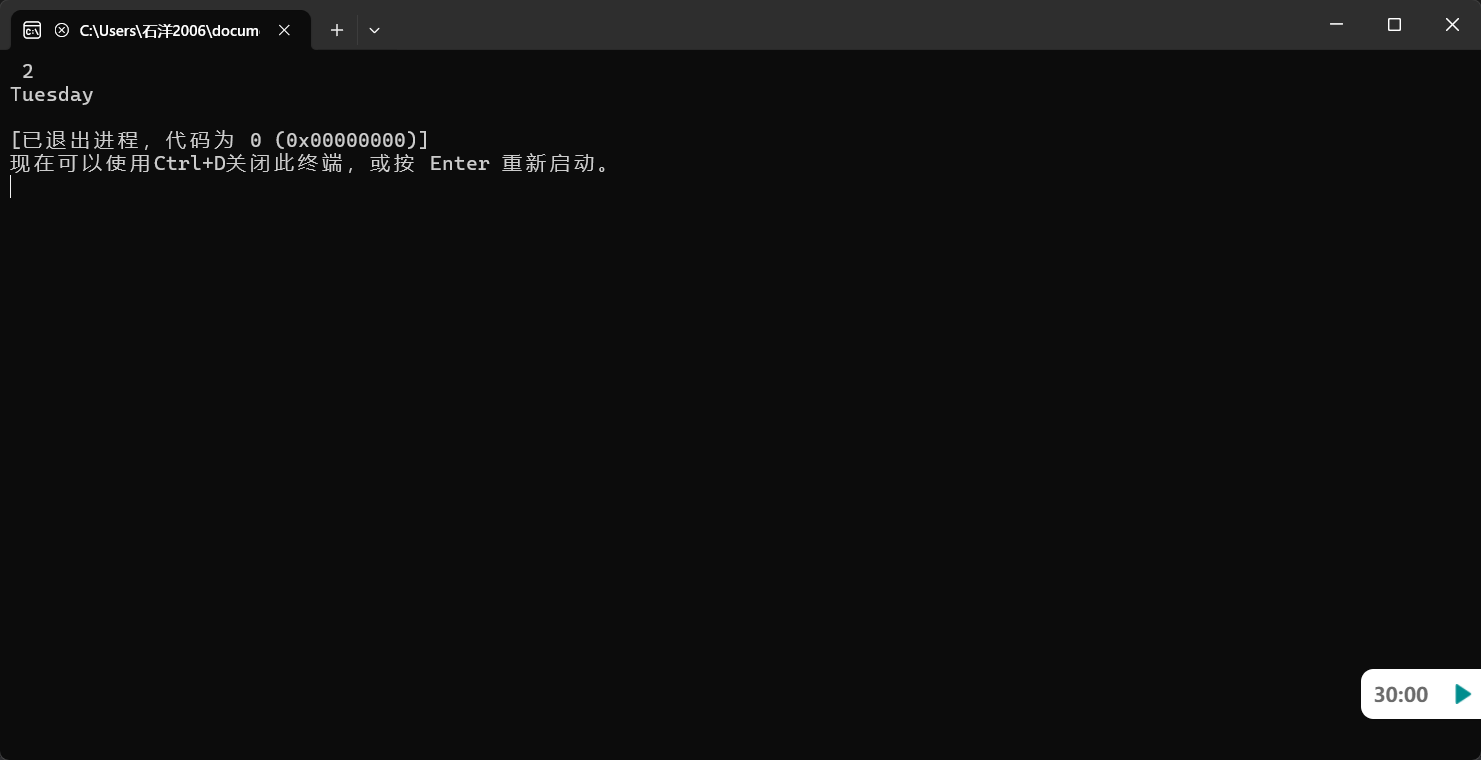 C:\Users\石洋2006\docum
2
Tuesday
[已退出进程，代码为 0 (0x00000000)]
现在可以使用Ctrl+D关闭此终端，或按 Enter 重新启动。
30:00